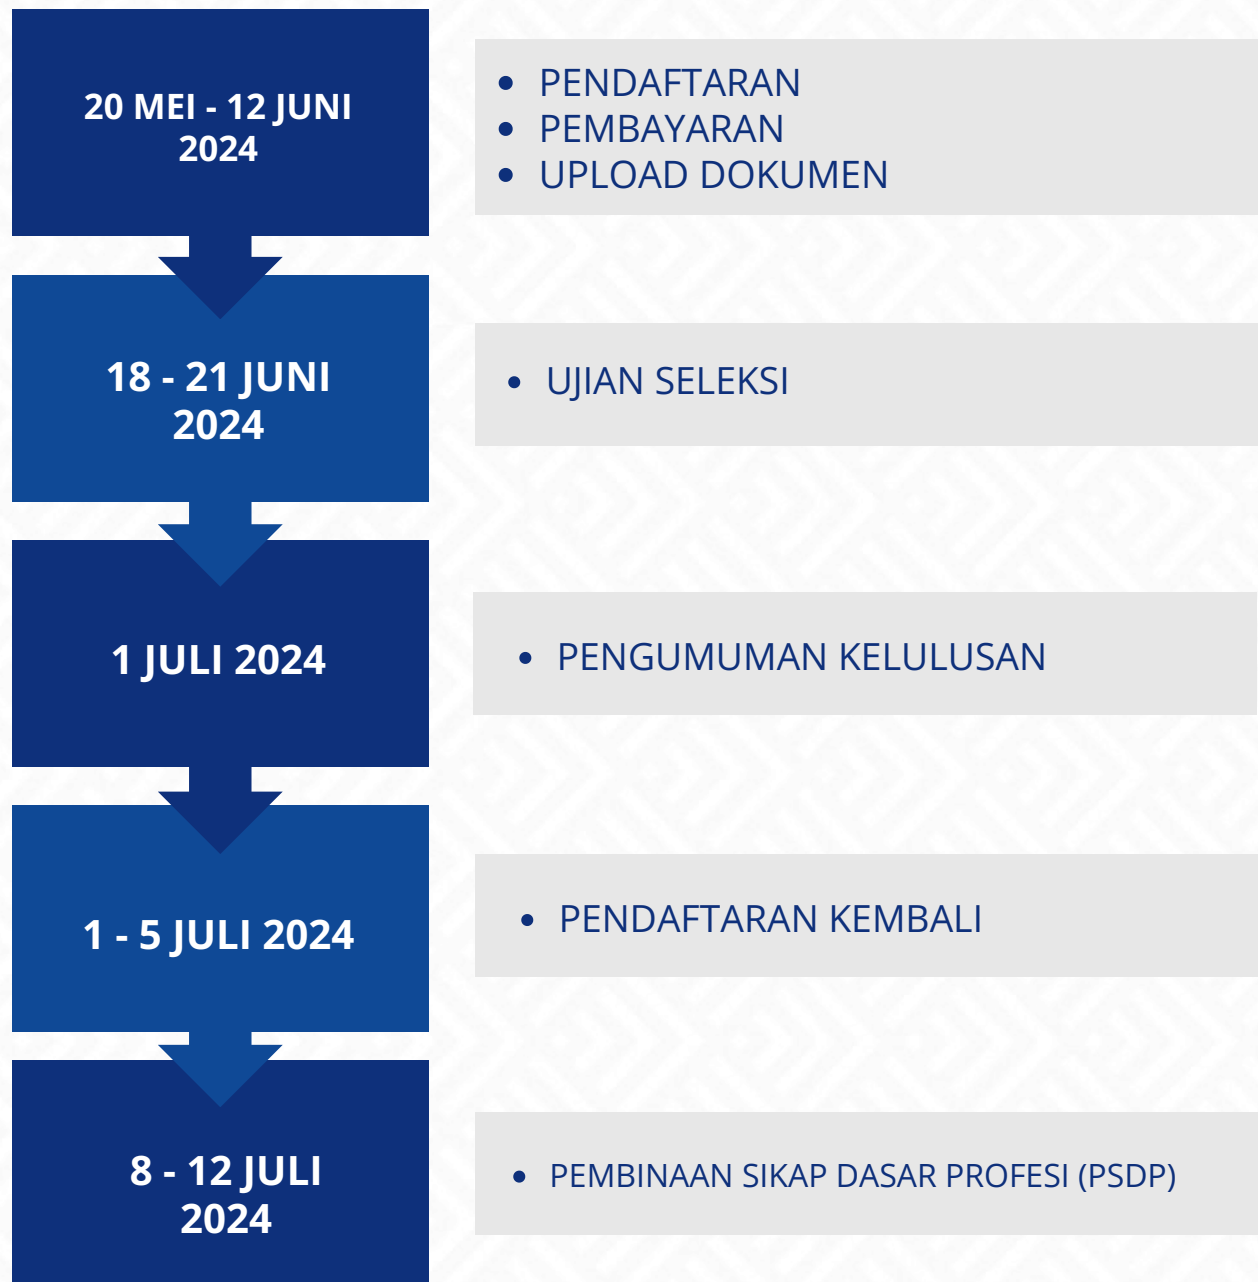 20 MEI - 12 JUNI
2024
• PENDAFTARAN
• PEMBAYARAN
• UPLOAD DOKUMEN
18 - 21 JUNI
2024
• UJIAN SELEKSI
1 JULI 2024
• PENGUMUMAN KELULUSAN
1 - 5 JULI 2024
• PENDAFTARAN KEMBALI
8 - 12 JULI
2024
• PEMBINAAN SIKAP DASAR PROFESI (PSDP)